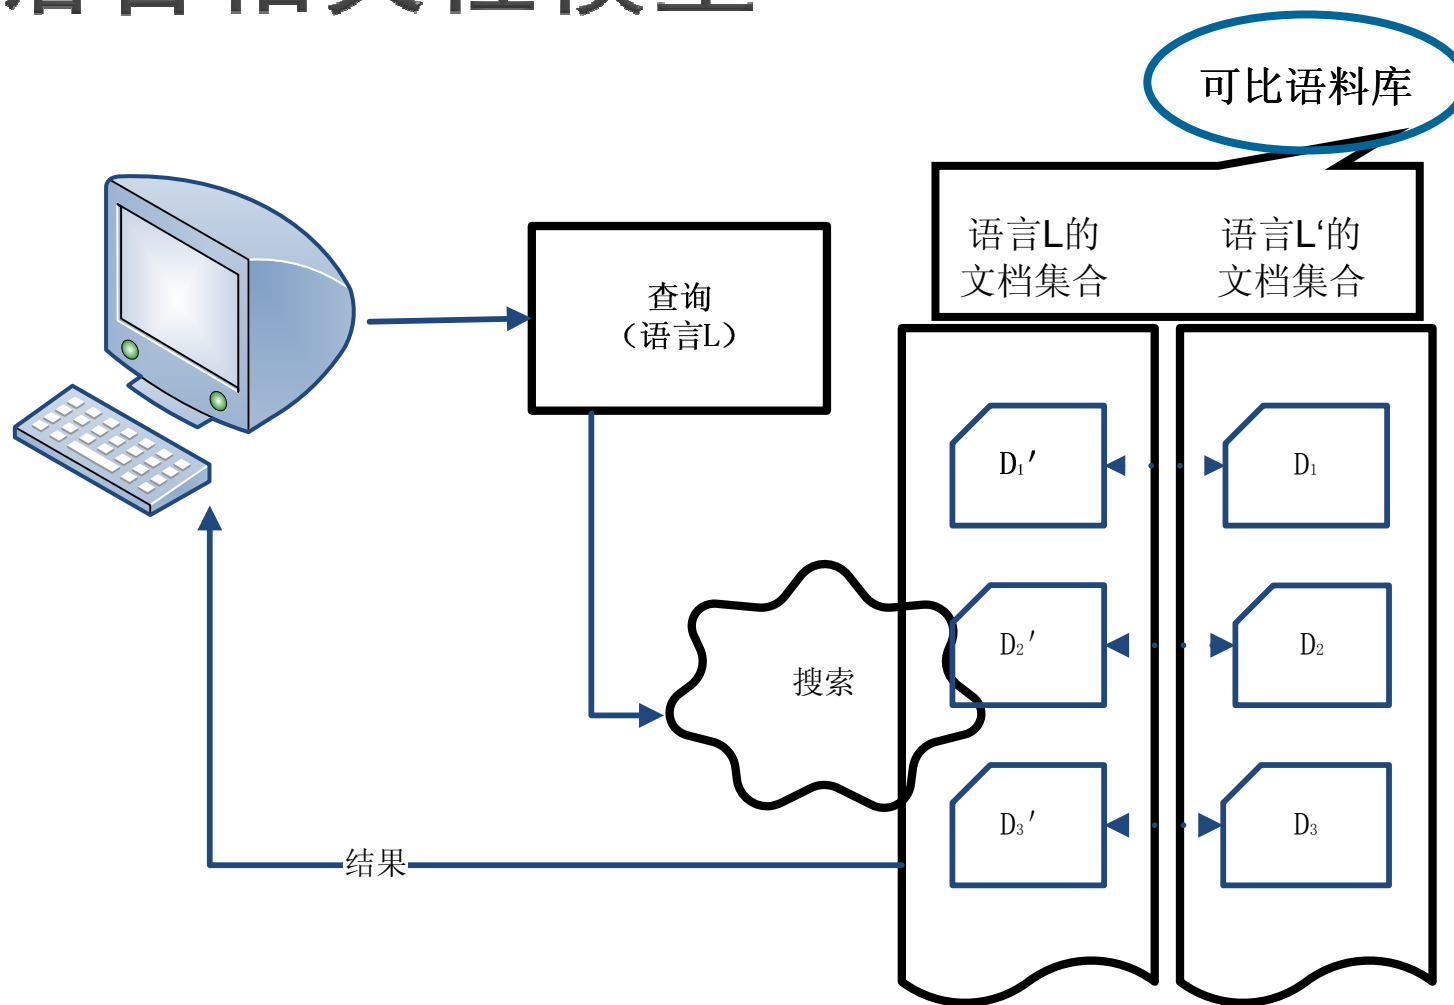 可比语料库
语言L的
文档集合
语言L‘的
文档集合
查询
（语言L）
D₁′
D₁
D₂′
D₂
搜索
D₃′
D₃
结果